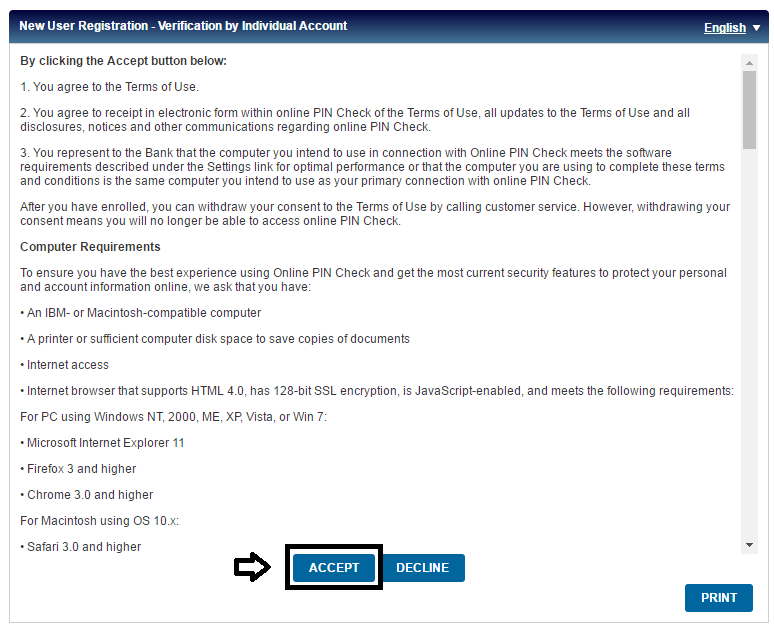 New User Registration - Verification by Individual Account
English
By clicking the Accept button below:
1. You agree to the Terms of Use.
2. You agree to receipt in electronic form within online PIN Check of the Terms of Use, all updates to the Terms of Use and all
disclosures, notices and other communications regarding online PIN Check.
3. You represent to the Bank that the computer you intend to use in connection with Online PIN Check meets the software
requirements described under the Settings link for optimal performance or that the computer you are using to complete these terms
and conditions is the same computer you intend to use as your primary connection with online PIN Check.
After you have enrolled, you can withdraw your consent to the Terms of Use by calling customer service. However, withdrawing your
consent means you will no longer be able to access online PIN Check.
Computer Requirements
To ensure you have the best experience using Online PIN Check and get the most current security features to protect your personal
and account information online, we ask that you have:
• An IBM- or Macintosh-compatible computer
• A printer or sufficient computer disk space to save copies of documents
• Internet access
• Internet browser that supports HTML 4.0, has 128-bit SSL encryption, is JavaScript-enabled, and meets the following requirements:
For PC using Windows NT, 2000, ME, XP, Vista, or Win 7:
• Microsoft Internet Explorer 11
• Firefox 3 and higher
• Chrome 3.0 and higher
For Macintosh using OS 10.x:
• Safari 3.0 and higher
ACCEPT
DECLINE
PRINT